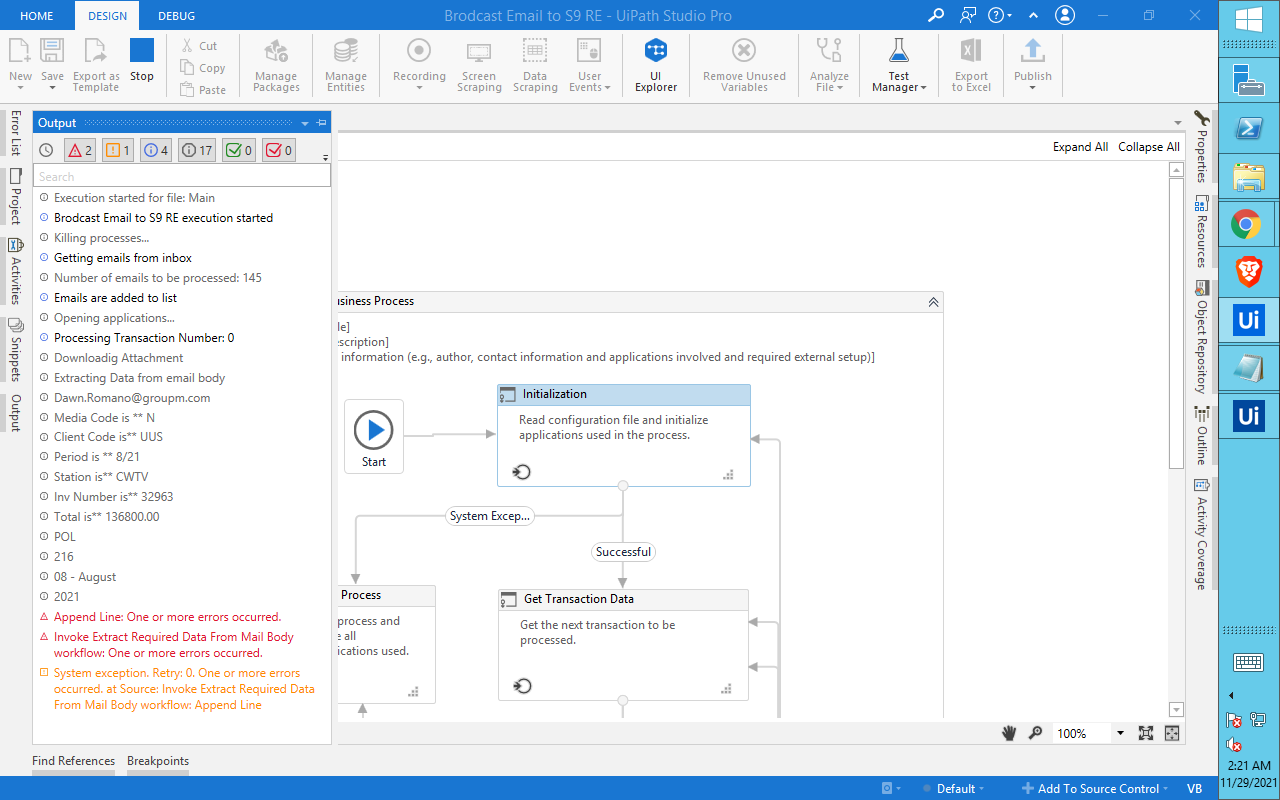 HOME DESIGN DEBUG Brodcast Email to S9 RE - UiPath Studio Pro
New Save Export as Template Stop
Cut
Copy
Paste
Manage Packages
Manage Entities
Recording
Screen Scraping
Data Scraping
User Events
UI Explorer
Remove Unused Variables
Analyze File
Test Manager
Export to Excel
Publish
Error List
Project
Activities
Snippets
Output
Output
2 1 4 17 0 0
Search
Execution started for file: Main
Brodcast Email to S9 RE execution started
Killing processes...
Getting emails from inbox
Number of emails to be processed: 145
Emails are added to list
Opening applications...
Processing Transaction Number: 0
Downloadig Attachment
Extracting Data from email body
Dawn.Romano@groupm.com
Media Code is ** N
Client Code is** UUS
Period is ** 8/21
Station is** CWTV
Inv Number is** 32963
Total is** 136800.00
POL
216
08 - August
2021
Append Line: One or more errors occurred.
Invoke Extract Required Data From Mail Body
workflow: One or more errors occurred.
System exception. Retry: 0. One or more errors
occurred. at Source: Invoke Extract Required Data
From Mail Body workflow: Append Line
Expand All Collapse All
usiness Process
le]
scription]
information (e.g., author, contact information and applications involved and required external setup)]
Start
Initialization
Read configuration file and initialize
applications used in the process.
System Excep...
Successful
Process
process and
e all
ications used.
Get Transaction Data
Get the next transaction to be
processed.
100%
Properties
Resources
Object Repository
Outline
Activity Coverage
Find References Breakpoints
Default Add To Source Control VB
Ui
Ui
2:21 AM
11/29/2021